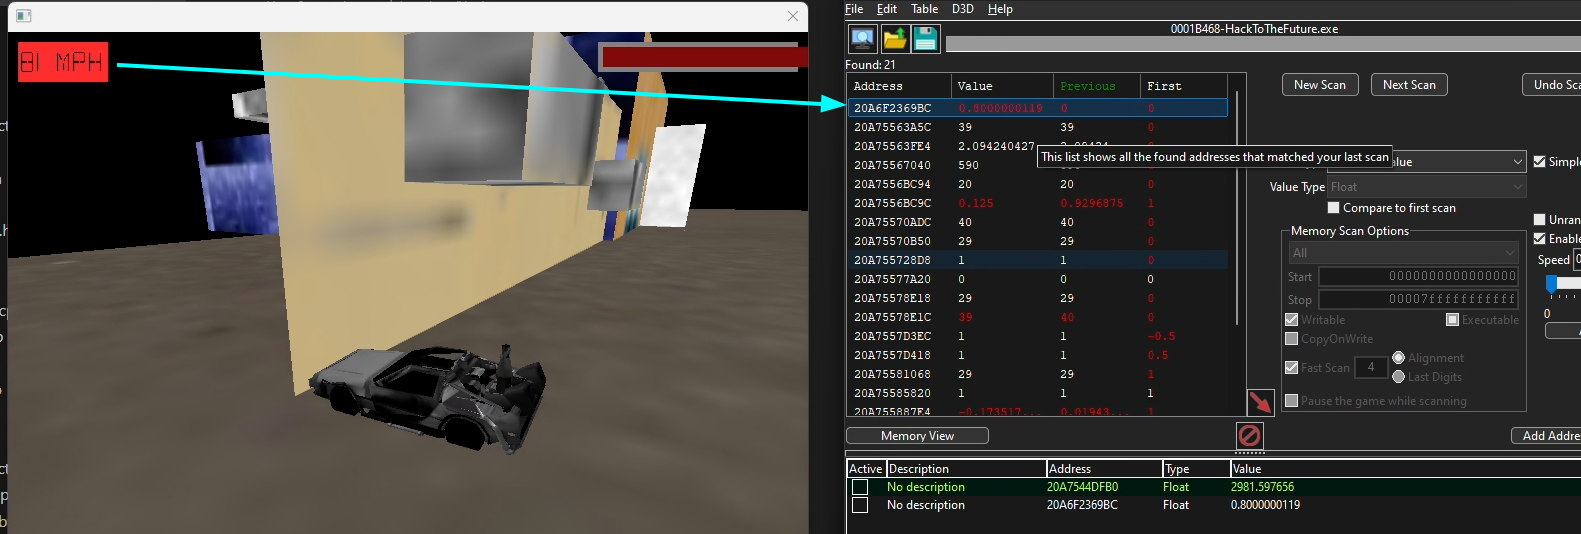 81 MPH
File Edit Table D3D Help
0001B468-HackToTheFuture.exe
Found: 21
Address Value Previous First
20A6F2369BC 0.8000000119 0 0
20A75563A5C 39 39 0
20A75563FE4 2.094240427
This list shows all the found addresses that matched your last scan
20A75567040 590 0
20A7556BC94 20 20 0
20A7556BC9C 0.125 0.9296875 1
20A75570ADC 40 40 0
20A75570B50 29 29 0
20A755728D8 1 1 0
20A75577A20 0 0 0
20A75578E18 29 29 0
20A75578E1C 39 40 0
20A7557D3EC 1 1 -0.5
20A7557D418 1 1 0.5
20A75581068 29 29 1
20A75585820 1 1 1
20A755887E4 -0.173517... 0.01943... 1
New Scan Next Scan Undo Sca
alue Simple
Value Type Float
Compare to first scan
Memory Scan Options
All
Start 0000000000000000
Stop 00007fffffffffff
Writable Executable
CopyOnWrite
Fast Scan 4 Alignment
Last Digits
Pause the game while scanning
Unran
Enable
Speed 0
0
Memory View
Add Addre
Active Description Address Type Value
No description 20A7544DFB0 Float 2981.597656
No description 20A6F2369BC Float 0.8000000119